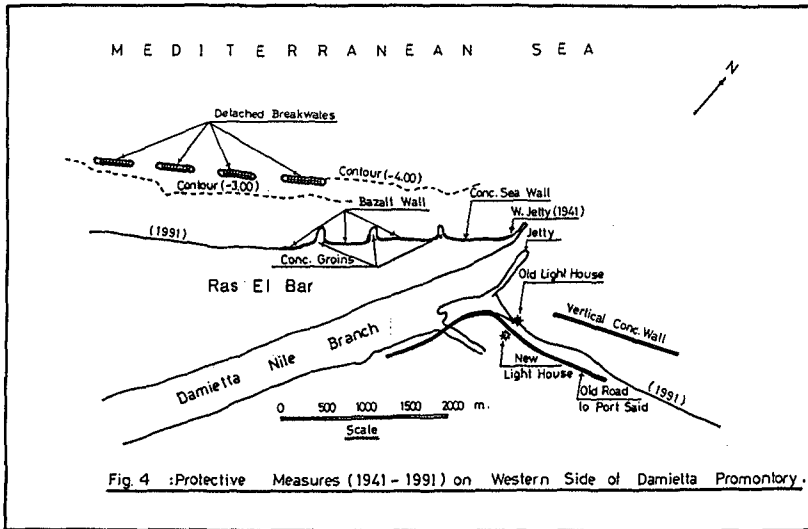 MEDITERRANEAN SEA
N
Detached Breakwates
Contour (-4.00)
Contour (-3.00)
Conc. Sea Wall
Bazalt Wall
W. Jetty (1941)
(1991)
Jetty
Conc. Groins
Ras El Bar
Old Light House
Vertical Conc. Wall
Damietta Nile Branch
New
Light House
(1991)
Old Road
to Port Said
0 500 1000 1500 2000 m.
Scale
Fig. 4 :Protective Measures (1941-1991) on Western Side of Damietta Promontory.